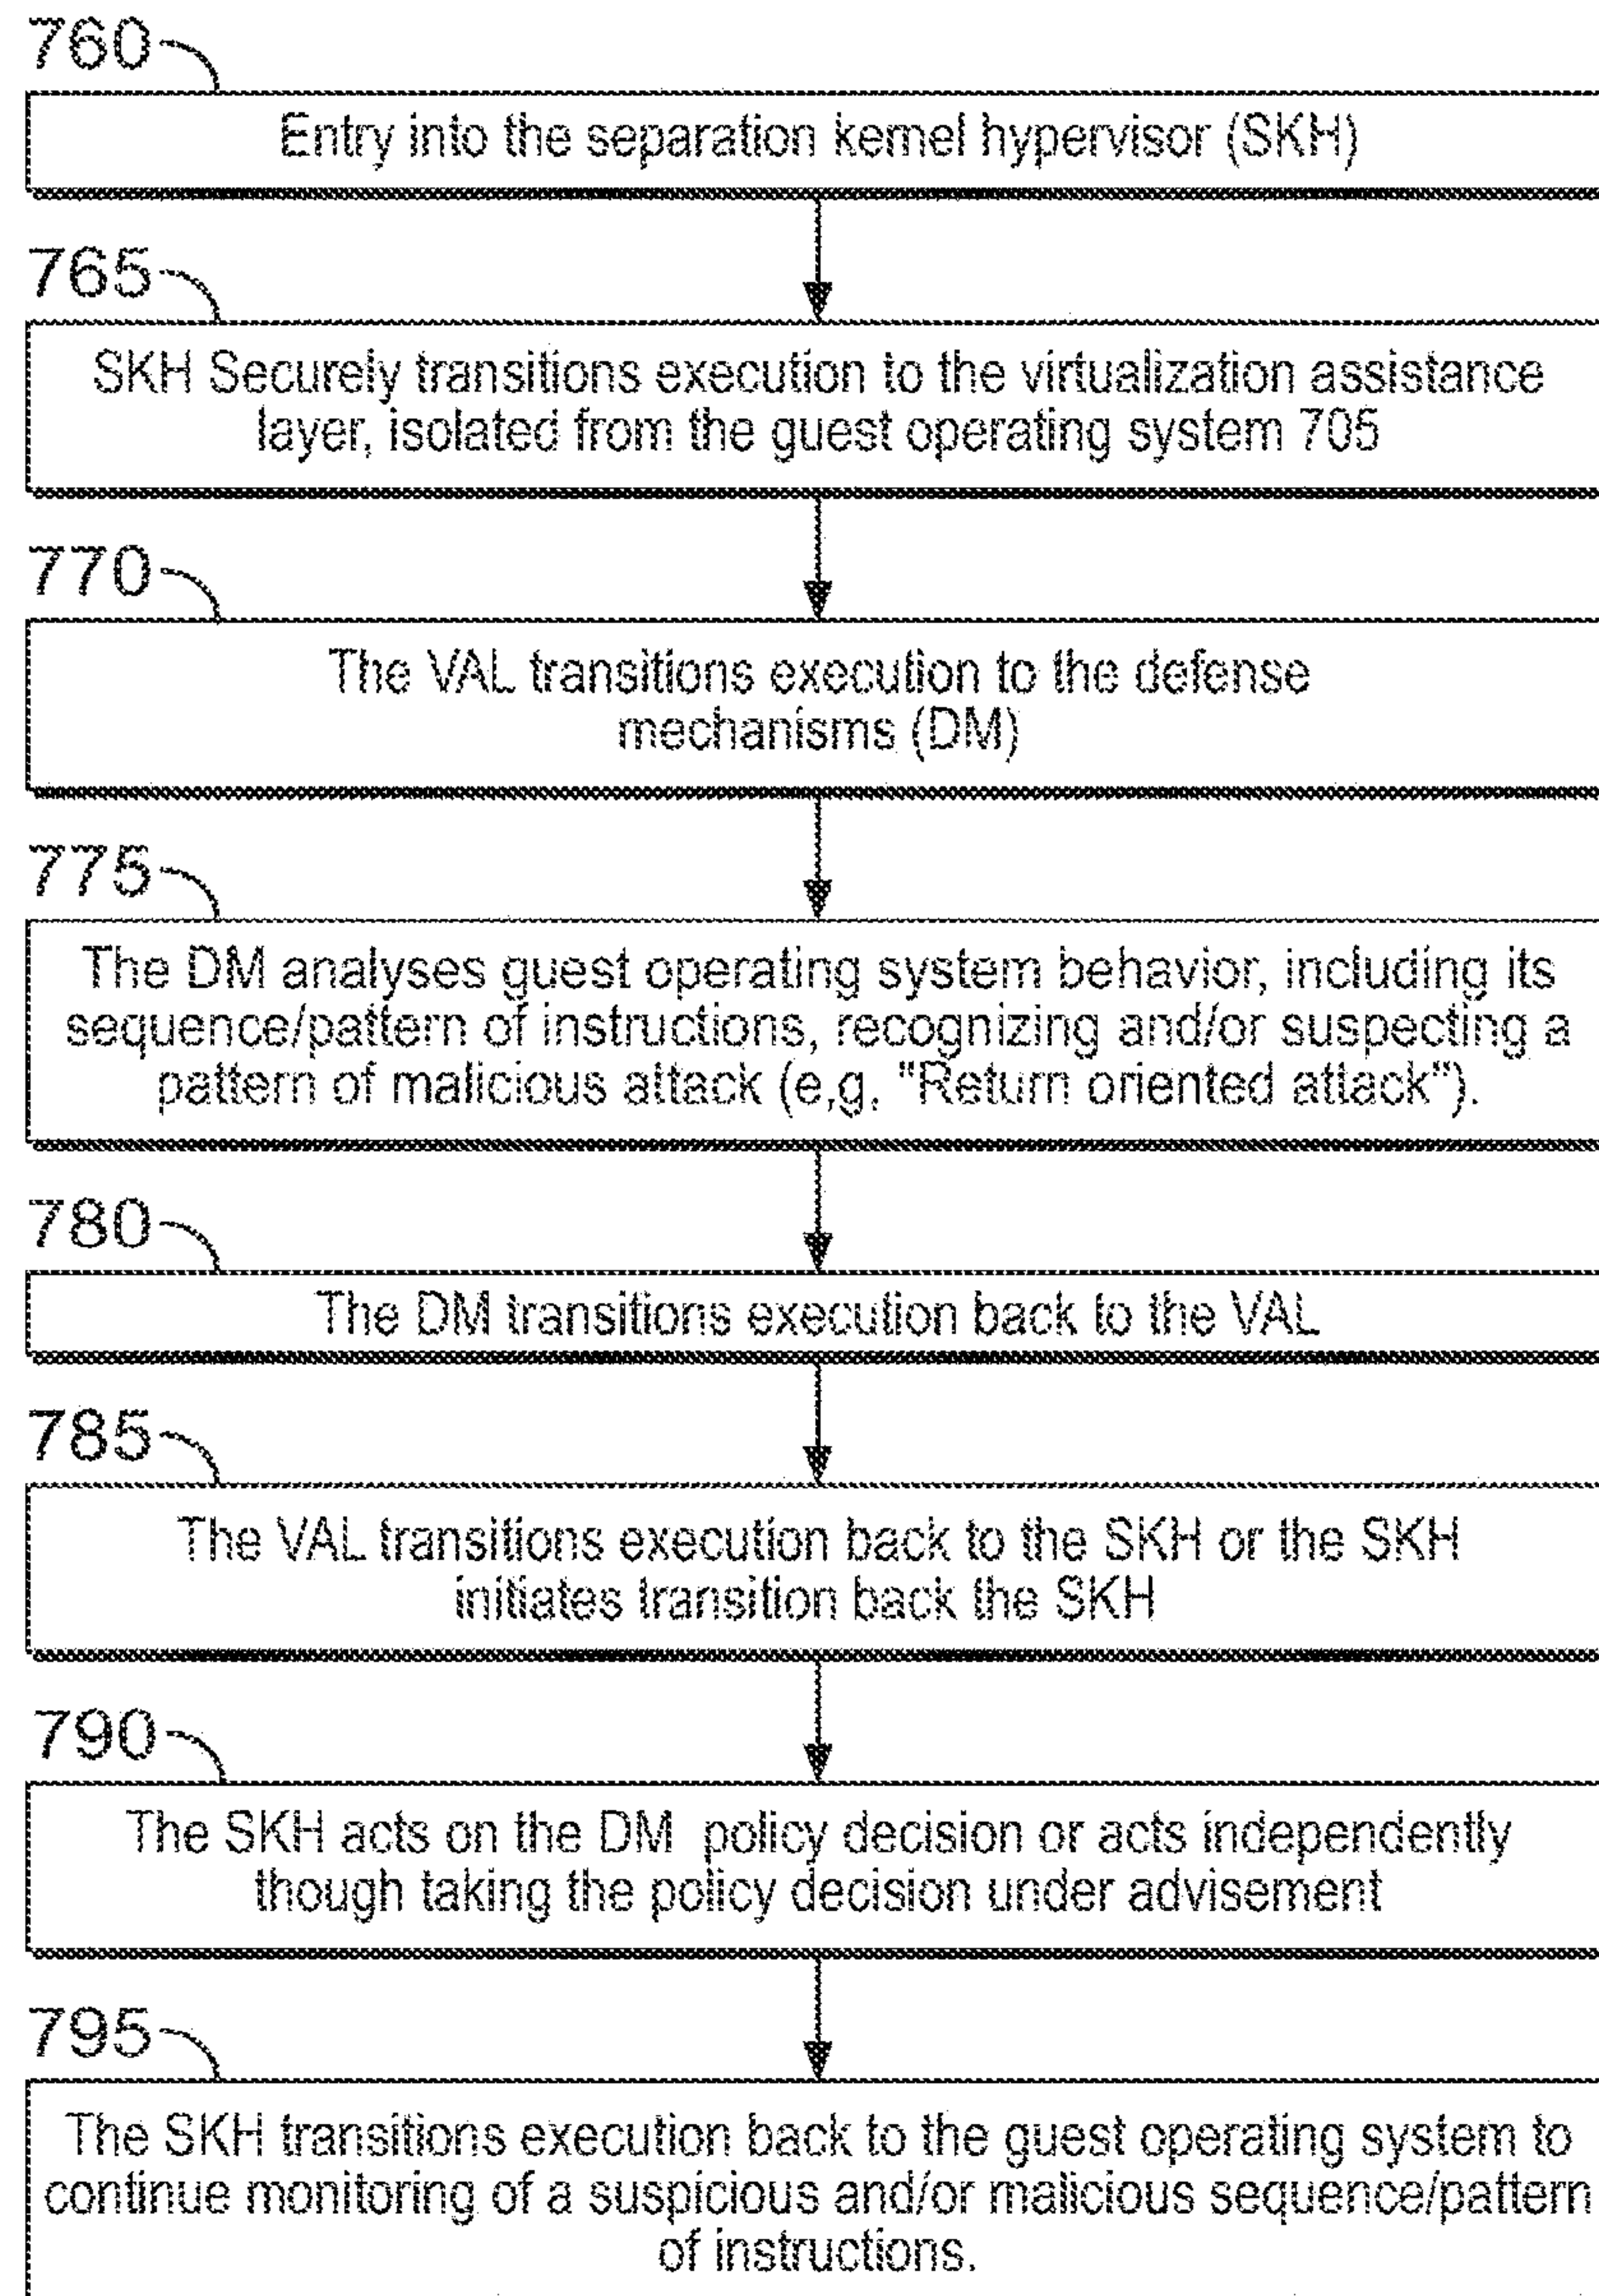 760
Entry into the separation kernel hypervisor (SKH)
765
SKH Securely transitions execution to the virtualization assistance
layer, isolated from the guest operating system 705
770
The VAL transitions execution to the defense
mechanisms (DM)
775
The DM analyses guest operating system behavior, including its
sequence/pattern of instructions, recognizing and/or suspecting a
pattern of malicious attack (e,g, "Return oriented attack").
780
The DM transitions execution back to the VAL
785
The VAL transitions execution back to the SKH or the SKH
initiates transition back the SKH
790
The SKH acts on the DM policy decision or acts independently
though taking the policy decision under advisement
795
The SKH transitions execution back to the guest operating system to
continue monitoring of a suspicious and/or malicious sequence/pattern
of instructions.